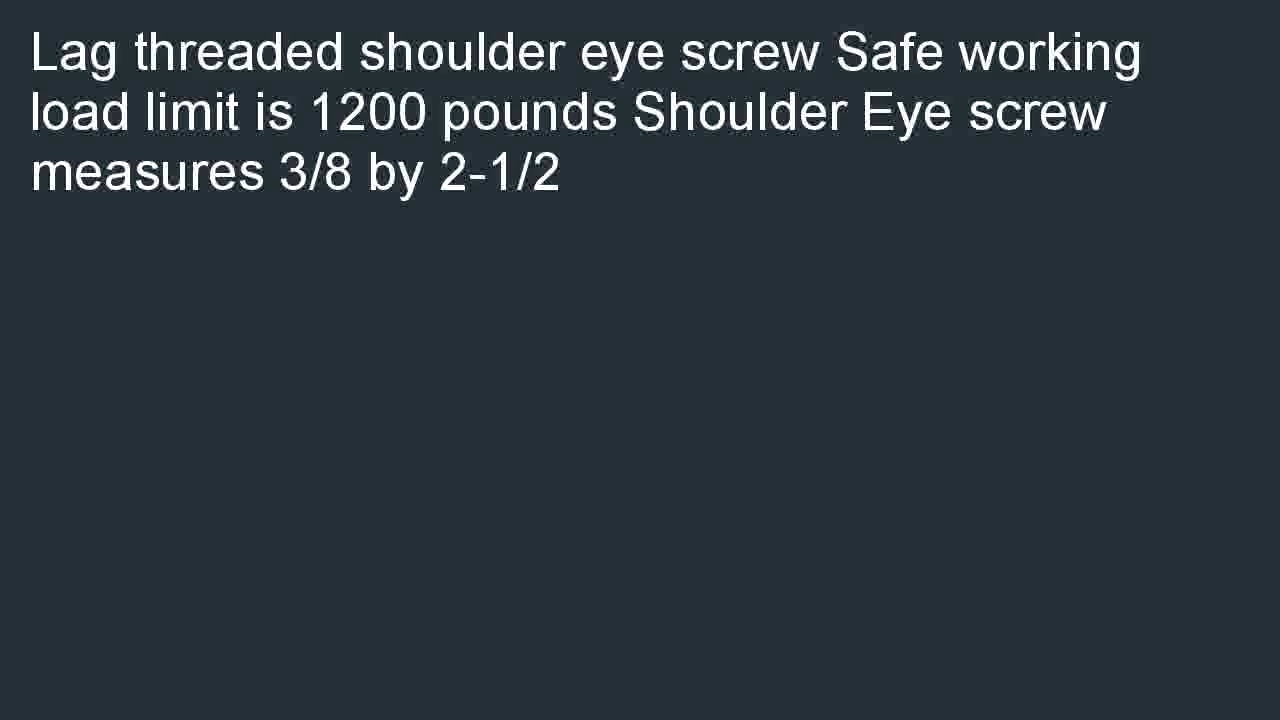 Lag threaded shoulder eye screw Safe working
load limit is 1200 pounds Shoulder Eye screw
measures 3/8 by 2-1/2